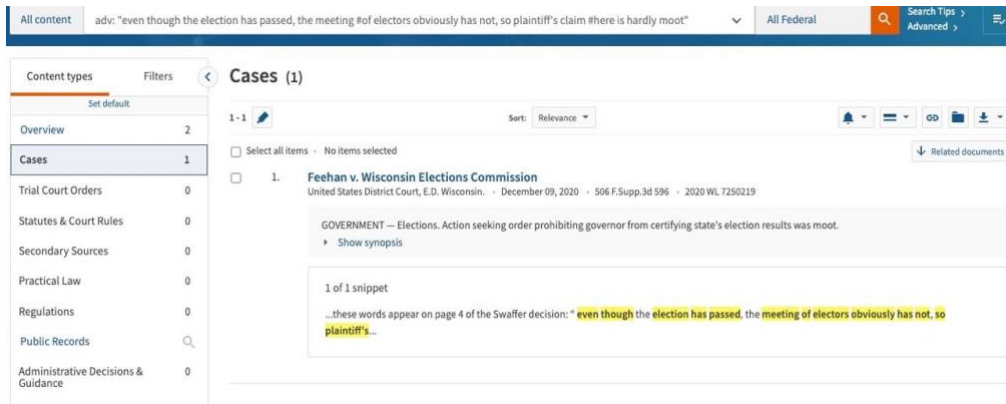 All content
adv: "even though the election has passed, the meeting #of electors obviously has not, so plaintiff's claim #here is hardly moot"
All Federal
Search Tips >
Advanced >
Content types
Filters
Set default
Overview 2
Cases 1
Trial Court Orders 0
Statutes & Court Rules 0
Secondary Sources 0
Practical Law 0
Regulations 0
Public Records
Administrative Decisions & Guidance 0
Cases (1)
1-1
Sort: Relevance
Select all items - No items selected
Related documents
1. Feehan v. Wisconsin Elections Commission
United States District Court, E.D. Wisconsin. - December 09, 2020 - 506 F.Supp.3d 596 - 2020 WL 7250219
GOVERNMENT — Elections. Action seeking order prohibiting governor from certifying state's election results was moot.
Show synopsis
1 of 1 snippet
...these words appear on page 4 of the Swaffer decision: " even though the election has passed, the meeting of electors obviously has not, so
plaintiff's...